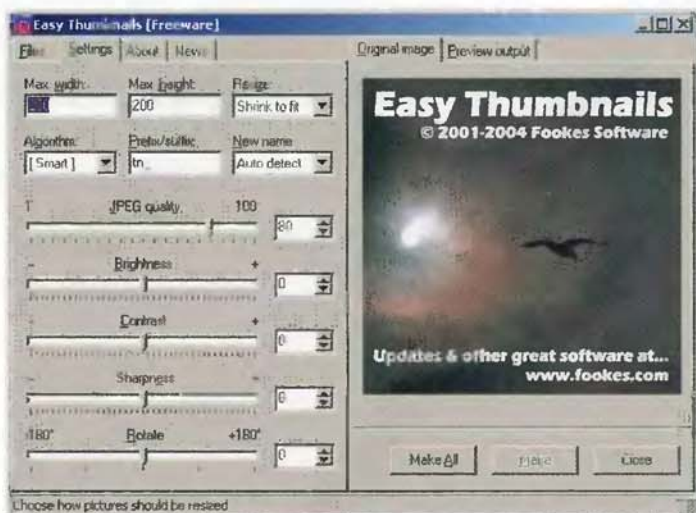 Easy Thumbnails [Freeware]
Files Settings About News
Original image Preview output
Max width: Max height: Resize
200 Shrink to fit
Algorithm: Prefix/suffix: New name
[ Smart ] tn_ Auto detect
1 JPEG quality 100
80
- Brightness +
0
- Contrast +
0
Sharpness
0
-180° Rotate +180°
0
Easy Thumbnails
© 2001-2004 Fookes Software
Updates & other great software at...
www.fookes.com
Make All Make Close
Choose how pictures should be resized